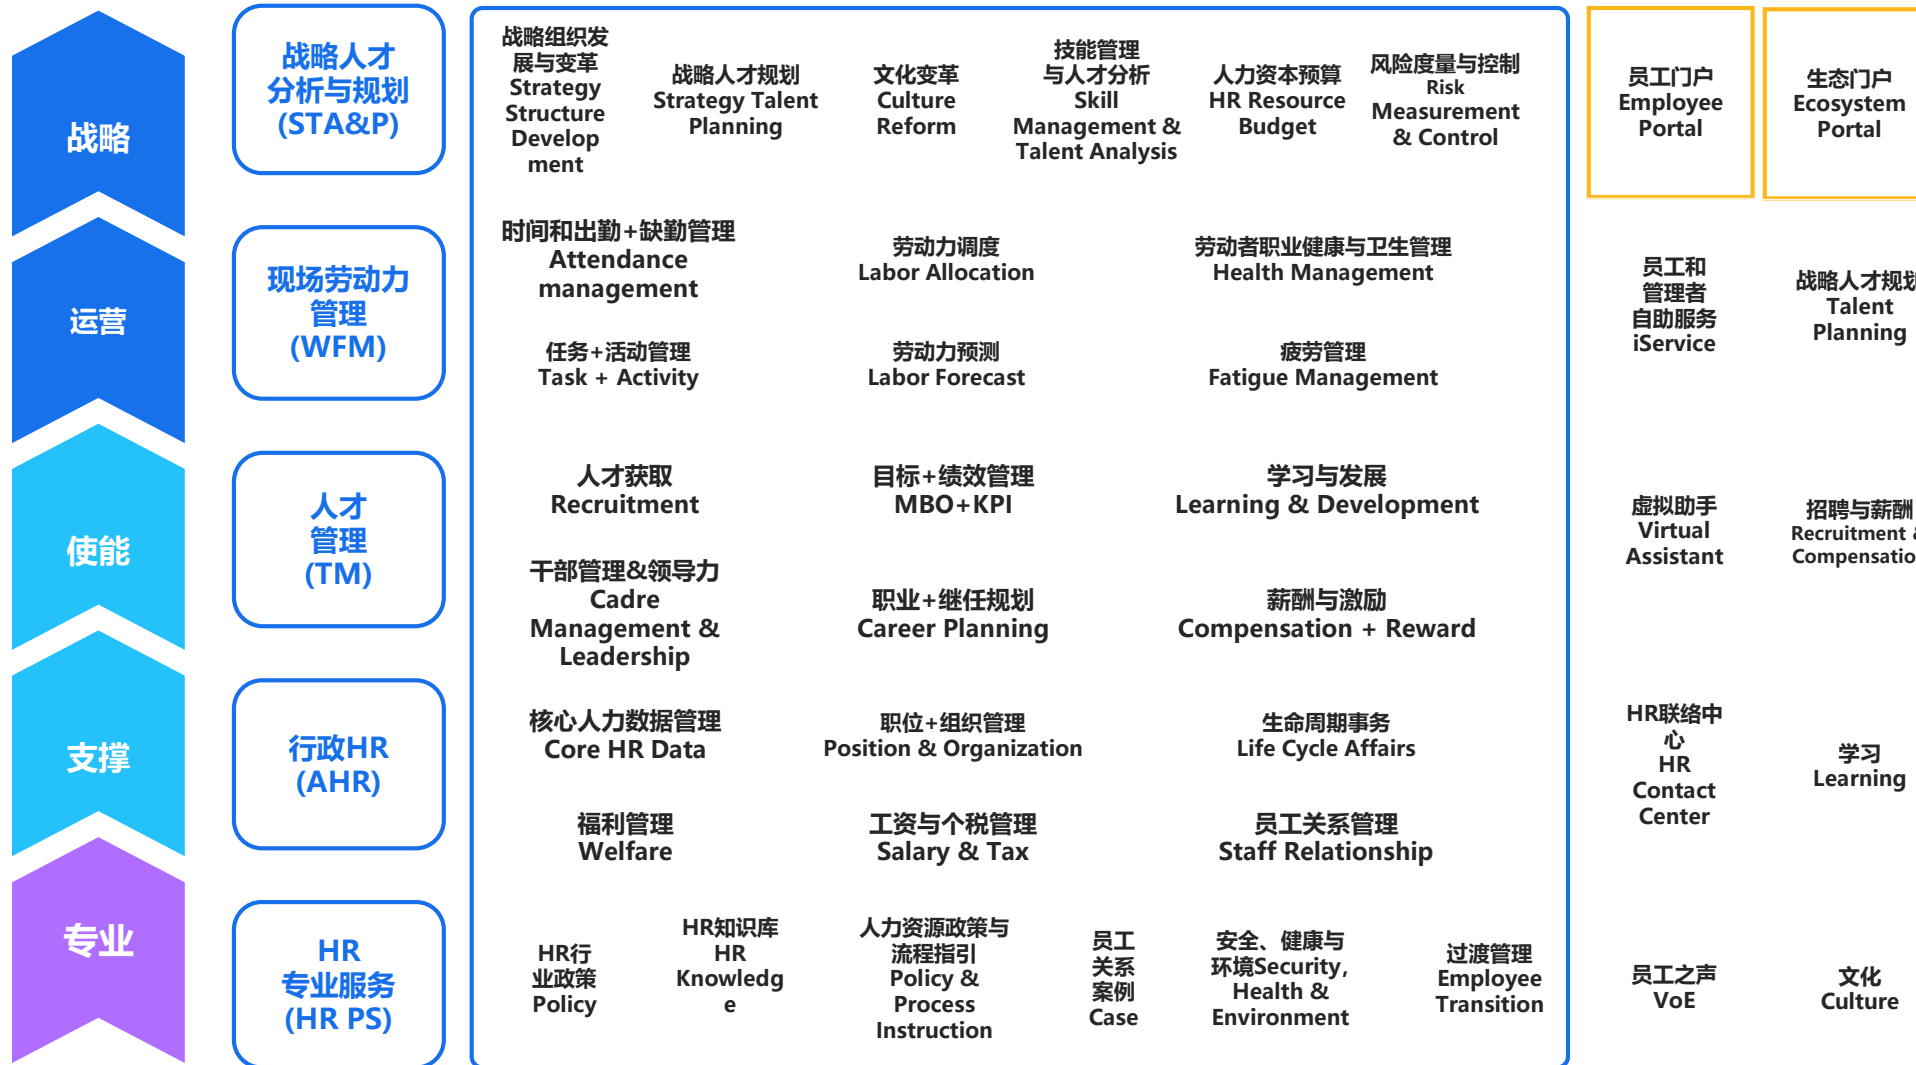 战略
战略人才
分析与规划
(STA&P)
战略组织发
展与变革
Strategy
Structure
Develop
ment
战略人才规划
Strategy Talent
Planning
文化变革
Culture
Reform
技能管理
与人才分析
Skill
Management &
Talent Analysis
人力资本预算
HR Resource
Budget
风险度量与控制
Risk
Measurement
& Control
员工门户
Employee
Portal
生态门户
Ecosystem
Portal
运营
现场劳动力
管理
(WFM)
时间和出勤+缺勤管理
Attendance
management
劳动力调度
Labor Allocation
劳动者职业健康与卫生管理
Health Management
任务+活动管理
Task + Activity
劳动力预测
Labor Forecast
疲劳管理
Fatigue Management
员工和
管理者
自助服务
iService
战略人才规划
Talent
Planning
使能
人才
管理
(TM)
人才获取
Recruitment
目标+绩效管理
MBO+KPI
学习与发展
Learning & Development
干部管理&领导力
Cadre
Management &
Leadership
职业+继任规划
Career Planning
薪酬与激励
Compensation + Reward
虚拟助手
Virtual
Assistant
招聘与薪酬
Recruitment
Compensatio
支撑
行政HR
(AHR)
核心人力数据管理
Core HR Data
职位+组织管理
Position & Organization
生命周期事务
Life Cycle Affairs
福利管理
Welfare
工资与个税管理
Salary & Tax
员工关系管理
Staff Relationship
HR联络中
心
HR
Contact
Center
学习
Learning
专业
HR
专业服务
(HR PS)
HR行
业政策
Policy
HR知识库
HR
Knowledg
e
人力资源政策与
流程指引
Policy &
Process
Instruction
员工
关系
案例
Case
安全、健康与
环境Security,
Health &
Environment
过渡管理
Employee
Transition
员工之声
VoE
文化
Culture